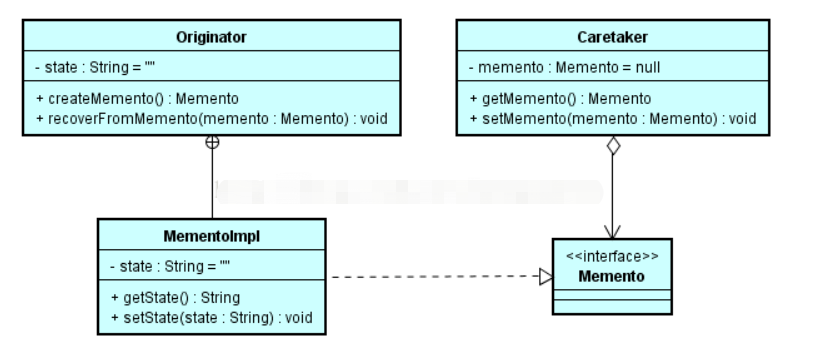 Originator
- state : String = ""
+ createMemento() : Memento
+ recoverFromMemento(memento : Memento) : void
Caretaker
- memento : Memento = null
+ getMemento() : Memento
+ setMemento(memento : Memento) : void
MementoImpl
- state : String = ""
+ getState() : String
+ setState(state : String) : void
<<interface>>
Memento